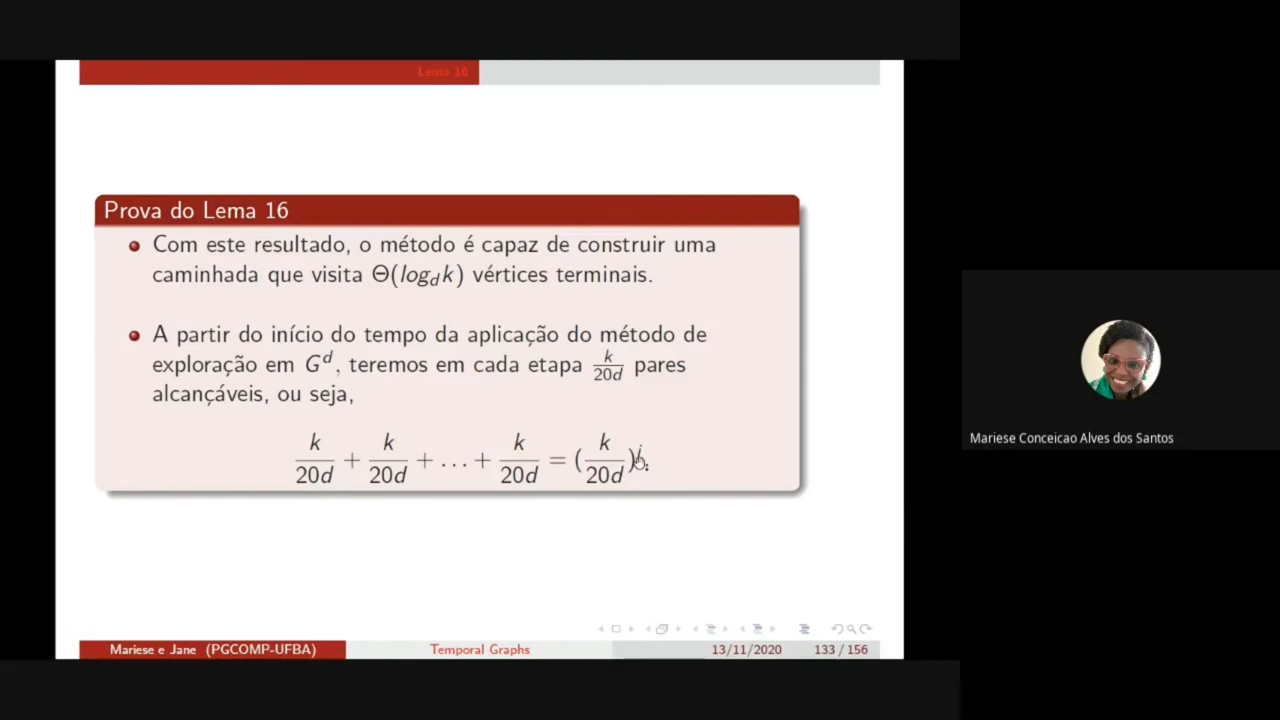 Lema 16
Prova do Lema 16
Com este resultado, o método é capaz de construir uma
caminhada que visita Θ(log_d k) vértices terminais.
A partir do início do tempo da aplicação do método de
exploração em G^d, teremos em cada etapa k/20d pares
alcançáveis, ou seja,
k/20d + k/20d + ... + k/20d = (k/20d)
Mariese e Jane (PGCOMP-UFBA)
Temporal Graphs
13/11/2020
133 / 156
Mariese Conceicao Alves dos Santos